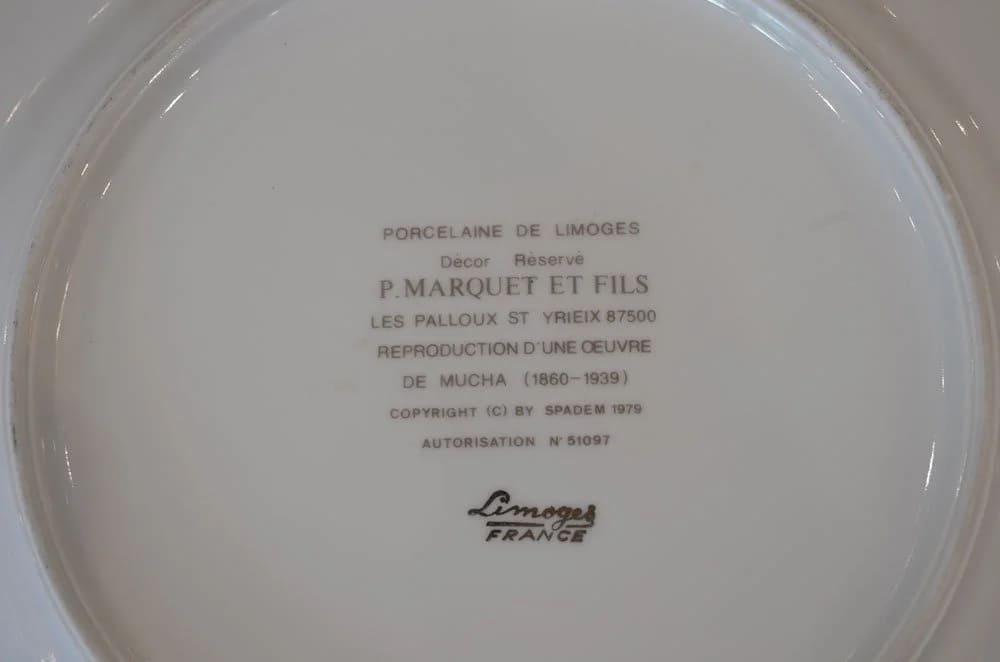 PORCELAINE DE LIMOGES
Décor Réservé
P. MARQUET ET FILS
LES PALLOUX ST YRIEIX 87500
REPRODUCTION D'UNE ŒUVRE
DE MUCHA (1860-1939)
COPYRIGHT (C) BY SPADEM 1979
AUTORISATION N° 51097
Limoges
FRANCE